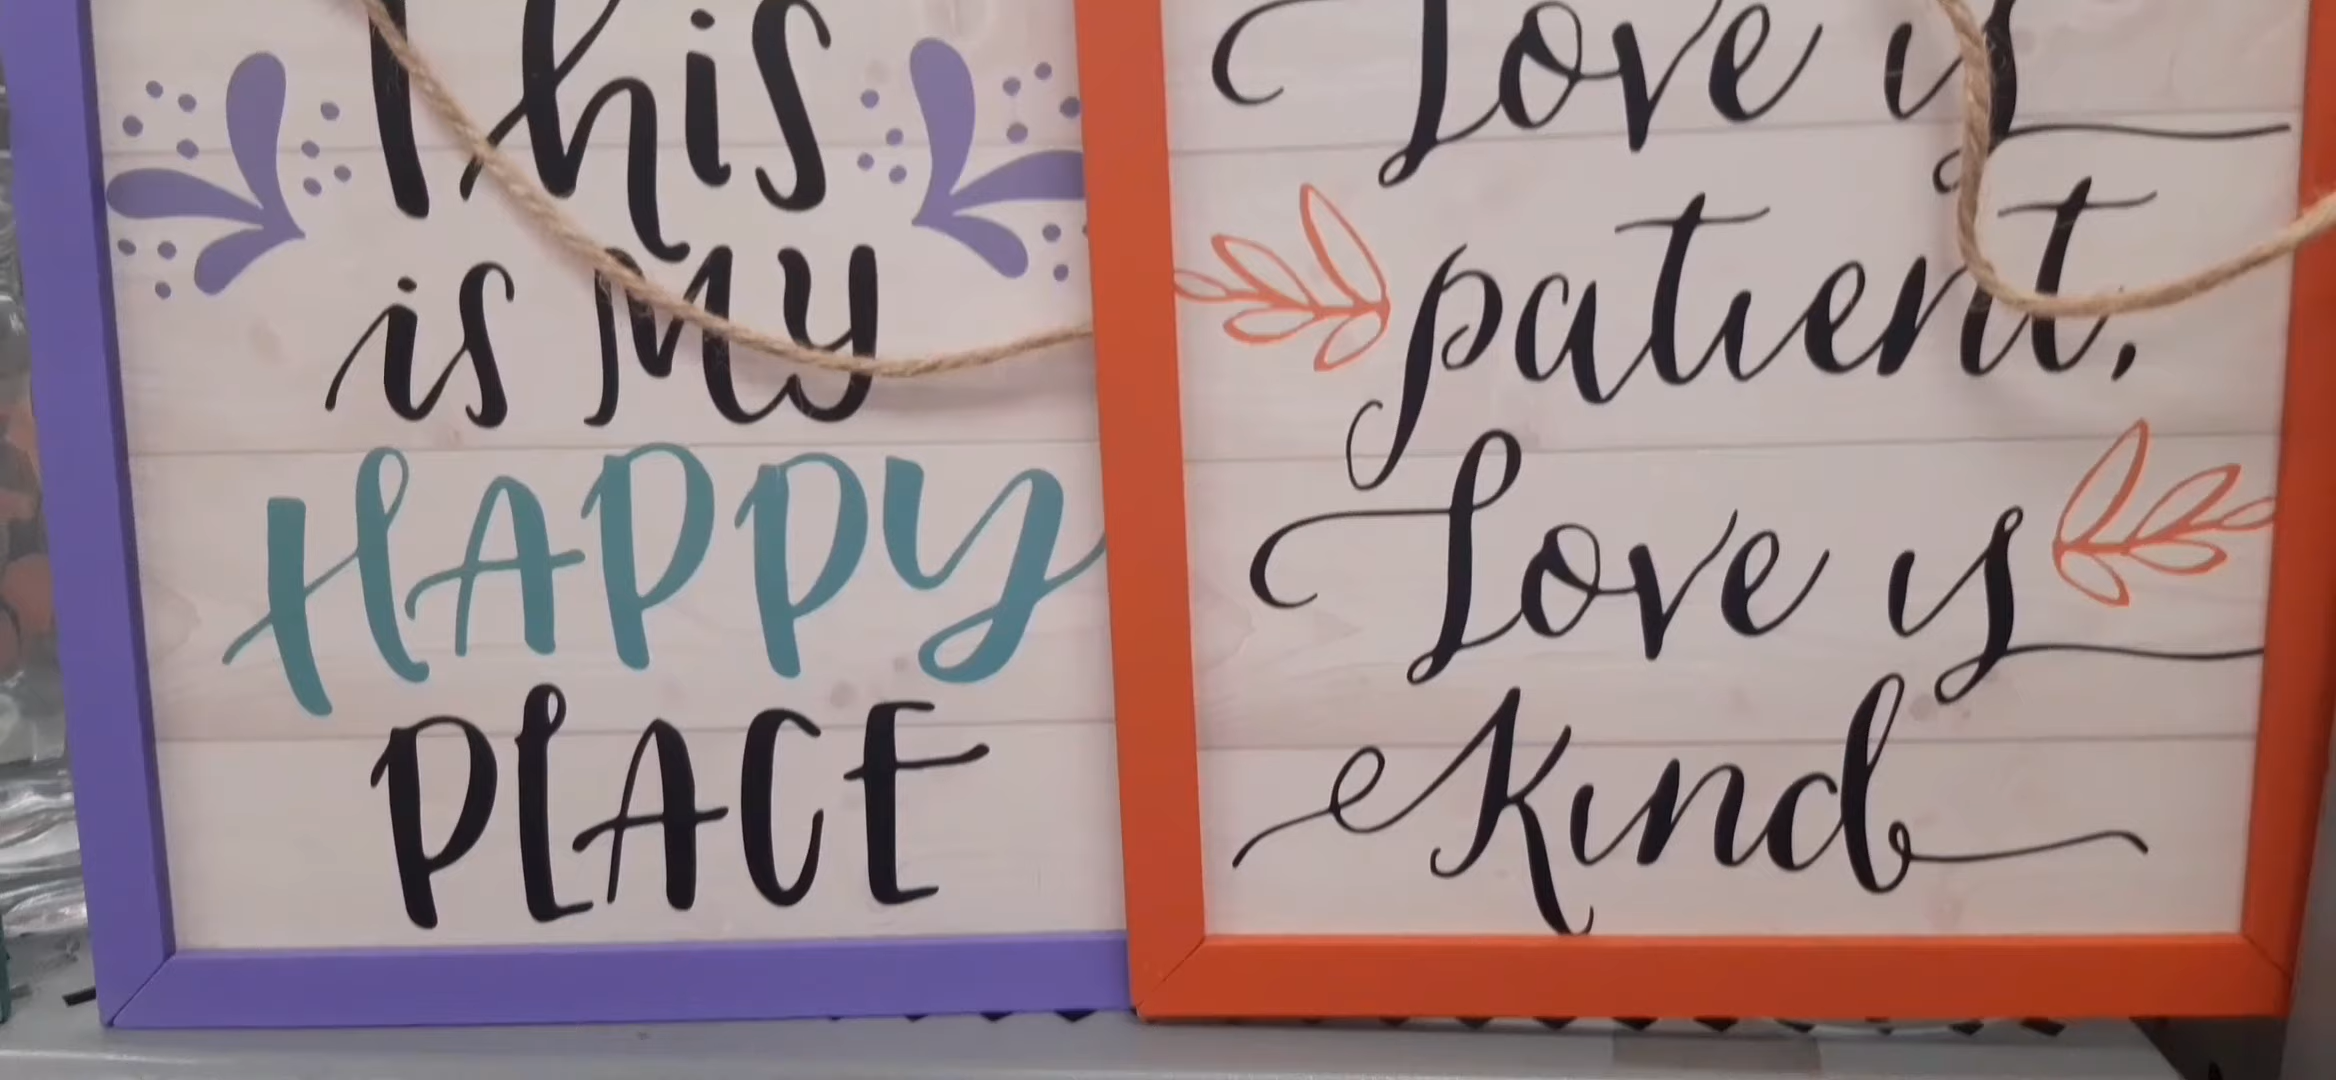 This
is my
HAPPY
PLACE
Love is
patient,
Love is
kind